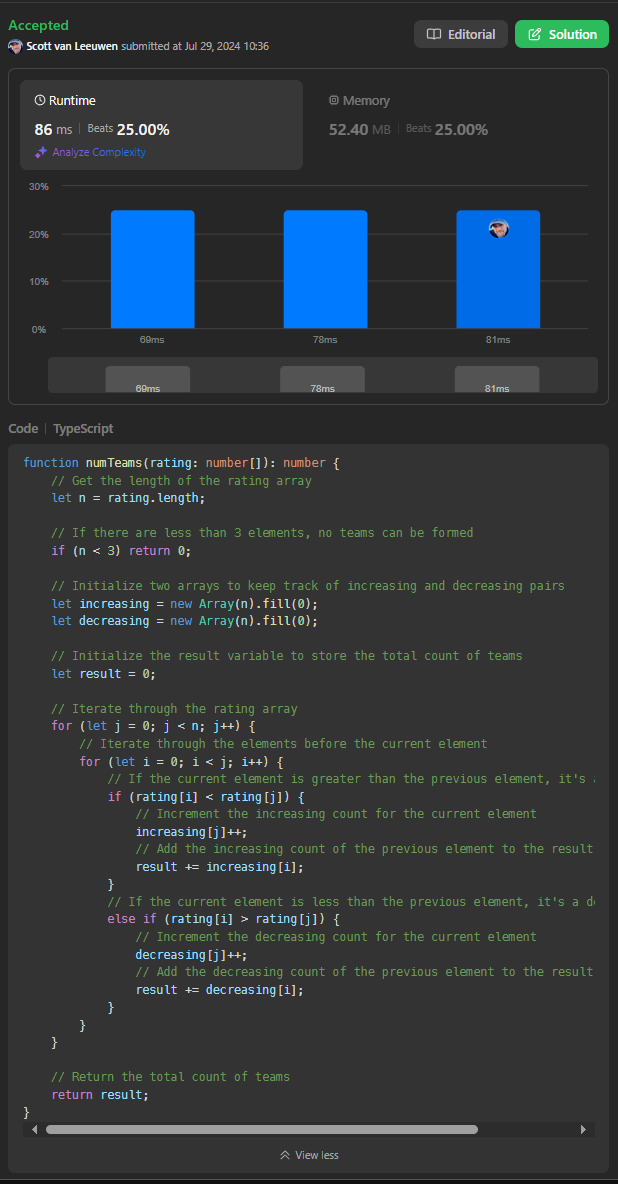 Accepted
Scott van Leeuwen submitted at Jul 29, 2024 10:36
Editorial
Solution
Runtime
86 ms | Beats 25.00%
Analyze Complexity
Memory
52.40 MB | Beats 25.00%
30%
20%
10%
0%
69ms 78ms 81ms
69ms 78ms 81ms
Code | TypeScript
function numTeams(rating: number[]): number {
    // Get the length of the rating array
    let n = rating.length;

    // If there are less than 3 elements, no teams can be formed
    if (n < 3) return 0;

    // Initialize two arrays to keep track of increasing and decreasing pairs
    let increasing = new Array(n).fill(0);
    let decreasing = new Array(n).fill(0);

    // Initialize the result variable to store the total count of teams
    let result = 0;

    // Iterate through the rating array
    for (let j = 0; j < n; j++) {
        // Iterate through the elements before the current element
        for (let i = 0; i < j; i++) {
            // If the current element is greater than the previous element, it's
            if (rating[i] < rating[j]) {
                // Increment the increasing count for the current element
                increasing[j]++;
                // Add the increasing count of the previous element to the result
                result += increasing[i];
            }
            // If the current element is less than the previous element, it's a
            else if (rating[i] > rating[j]) {
                // Increment the decreasing count for the current element
                decreasing[j]++;
                // Add the decreasing count of the previous element to the result
                result += decreasing[i];
            }
        }
    }

    // Return the total count of teams
    return result;
}
View less